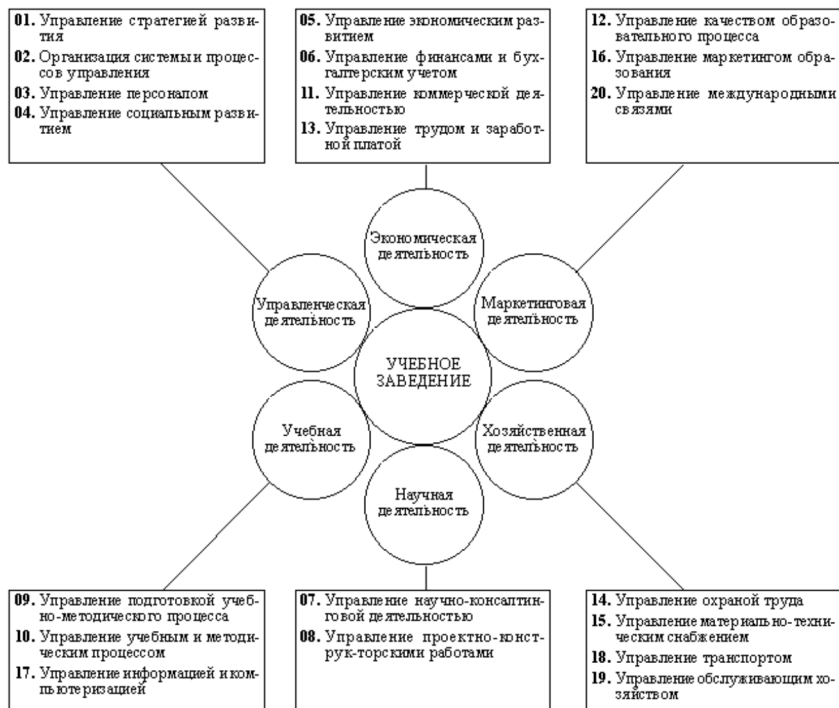 01. Управление стратегией разви-
тия
02. Организация системы и процес-
сов управления
03. Управление персоналом
04. Управление социальным разви-
тием
05. Управление экономическим раз-
витием
06. Управление финансами и бух-
галтерским учетом
11. Управление коммерческой дея-
тельностью
13. Управление трудом и заработ-
ной платой
12. Управление качеством образо-
вательного процесса
16. Управление маркетингом обра-
зования
20. Управление международными
связями
Экономическая
деятельность
Управленческая
деятельность
Маркетинговая
деятельность
УЧЕБНОЕ
ЗАВЕДЕНИЕ
Учебная
деятельность
Хозяйственная
деятельность
Научная
деятельность
09. Управление подготовкой учеб-
но-методического процесса
10. Управление учебным и методи-
ческим процессом
17. Управление информацией и ком-
пьютеризацией
07. Управление научно-консалтин-
говой деятельностью
08. Управление проектно-конст-
рук-торскими работами
14. Управление охраной труда
15. Управление материально-техни-
ческим снабжением
18. Управление транспортом
19. Управление обслуживающим хо-
зяйством